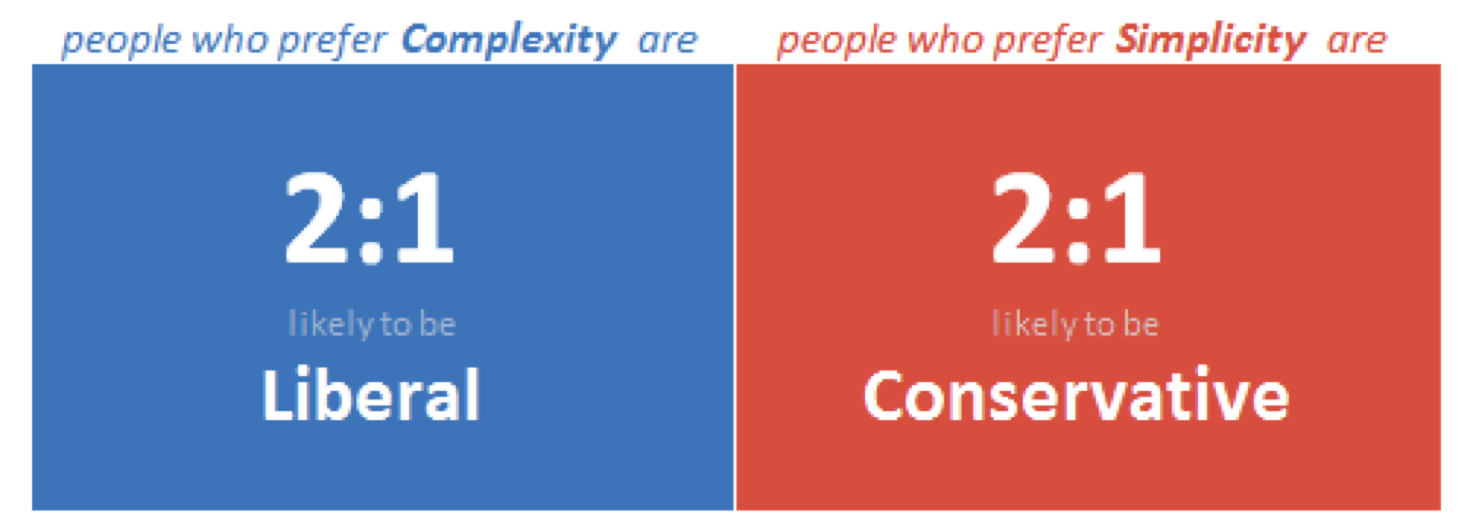 people who prefer Complexity are
2:1
likely to be
Liberal
people who prefer Simplicity are
2:1
likely to be
Conservative